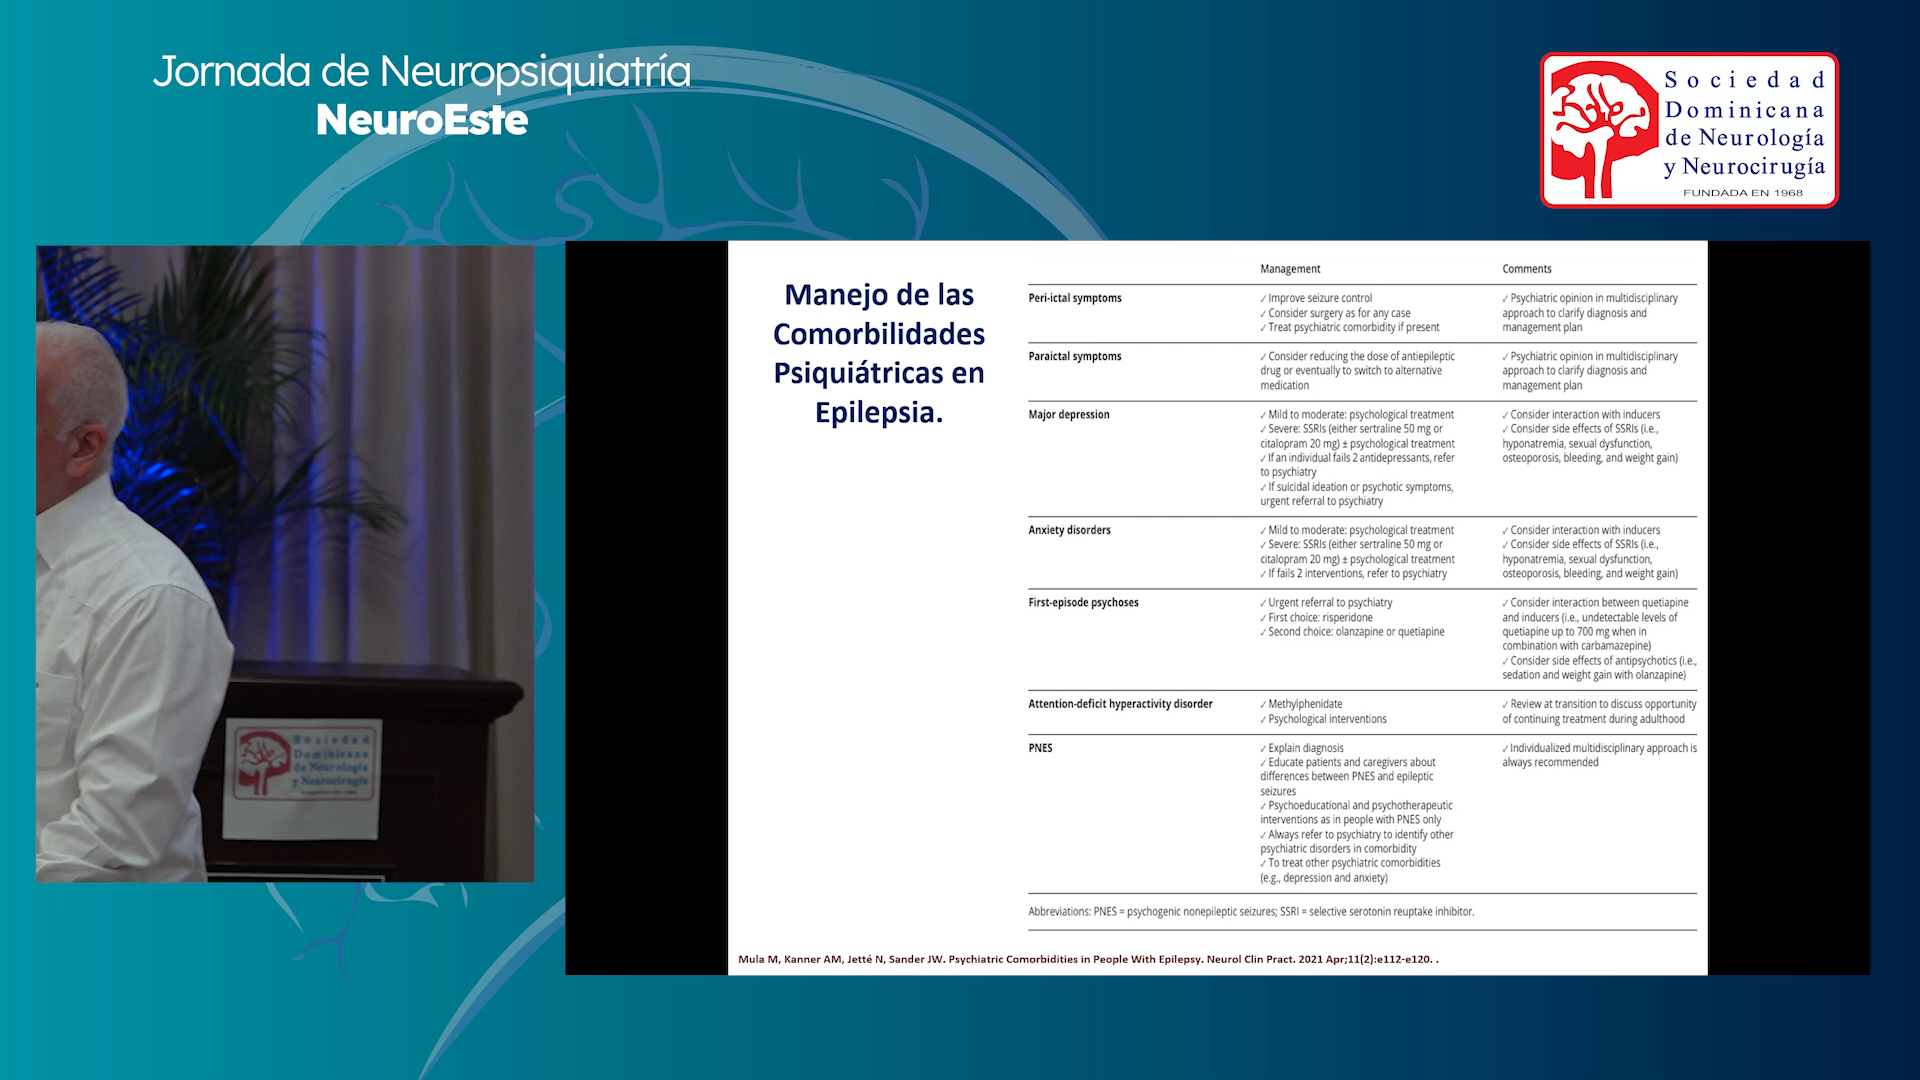 Jornada de Neuropsiquiatría
NeuroEste
Sociedad
Dominicana
de Neurología
y Neurocirugía
FUNDADA EN 1968
Sociedad
Dominicana
de Neurología
y Neurocirugía
Manejo de las
Comorbilidades
Psiquiátricas en
Epilepsia.
Management Comments
Peri-ictal symptoms
✓ Improve seizure control
✓ Consider surgery as for any case
✓ Treat psychiatric comorbidity if present
✓ Psychiatric opinion in multidisciplinary
approach to clarify diagnosis and
management plan
Paraictal symptoms
✓ Consider reducing the dose of antiepileptic
drug or eventually to switch to alternative
medication
✓ Psychiatric opinion in multidisciplinary
approach to clarify diagnosis and
management plan
Major depression
✓ Mild to moderate: psychological treatment
✓ Severe: SSRIs (either sertraline 50 mg or
citalopram 20 mg) ± psychological treatment
✓ If an individual fails 2 antidepressants, refer
to psychiatry
✓ If suicidal ideation or psychotic symptoms,
urgent referral to psychiatry
✓ Consider interaction with inducers
✓ Consider side effects of SSRIs (i.e.,
hyponatremia, sexual dysfunction,
osteoporosis, bleeding, and weight gain)
Anxiety disorders
✓ Mild to moderate: psychological treatment
✓ Severe: SSRIs (either sertraline 50 mg or
citalopram 20 mg) ± psychological treatment
✓ If fails 2 interventions, refer to psychiatry
✓ Consider interaction with inducers
✓ Consider side effects of SSRIs (i.e.,
hyponatremia, sexual dysfunction,
osteoporosis, bleeding, and weight gain)
First-episode psychoses
✓ Urgent referral to psychiatry
✓ First choice: risperidone
✓ Second choice: olanzapine or quetiapine
✓ Consider interaction between quetiapine
and inducers (i.e., undetectable levels of
quetiapine up to 700 mg when in
combination with carbamazepine)
✓ Consider side effects of antipsychotics (i.e.,
sedation and weight gain with olanzapine)
Attention-deficit hyperactivity disorder
✓ Methylphenidate
✓ Psychological interventions
✓ Review at transition to discuss opportunity
of continuing treatment during adulthood
PNES
✓ Explain diagnosis
✓ Educate patients and caregivers about
differences between PNES and epileptic
seizures
✓ Psychoeducational and psychotherapeutic
interventions as in people with PNES only
✓ Always refer to psychiatry to identify other
psychiatric disorders in comorbidity
✓ To treat other psychiatric comorbidities
(e.g., depression and anxiety)
✓ Individualized multidisciplinary approach is
always recommended
Abbreviations: PNES = psychogenic nonepileptic seizures; SSRI = selective serotonin reuptake inhibitor.
Mula M, Kanner AM, Jetté N, Sander JW. Psychiatric Comorbidities in People With Epilepsy. Neurol Clin Pract. 2021 Apr;11(2):e112-e120. .